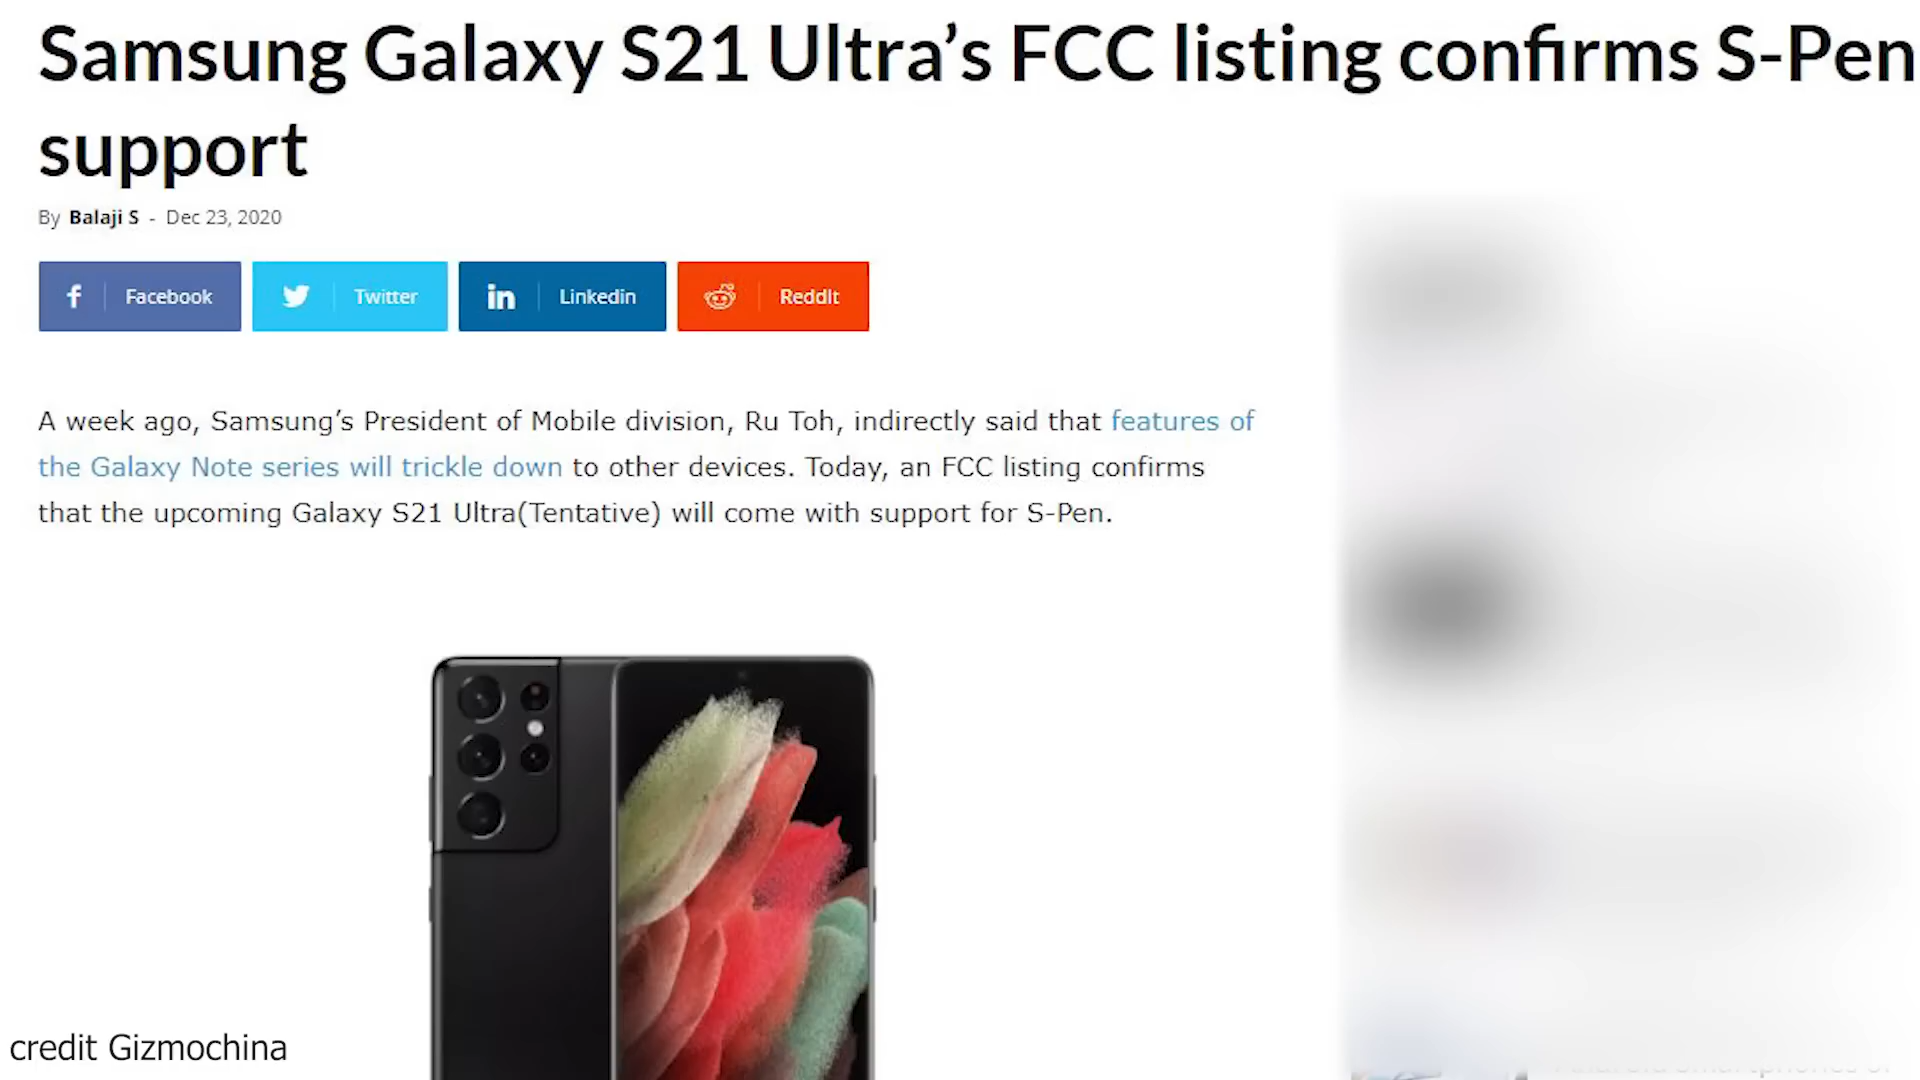 Samsung Galaxy S21 Ultra’s FCC listing confirms S-Pen
support
By Balaji S - Dec 23, 2020
Facebook
Twitter
Linkedin
ReddIt
A week ago, Samsung’s President of Mobile division, Ru Toh, indirectly said that features of
the Galaxy Note series will trickle down to other devices. Today, an FCC listing confirms
that the upcoming Galaxy S21 Ultra(Tentative) will come with support for S-Pen.
credit Gizmochina